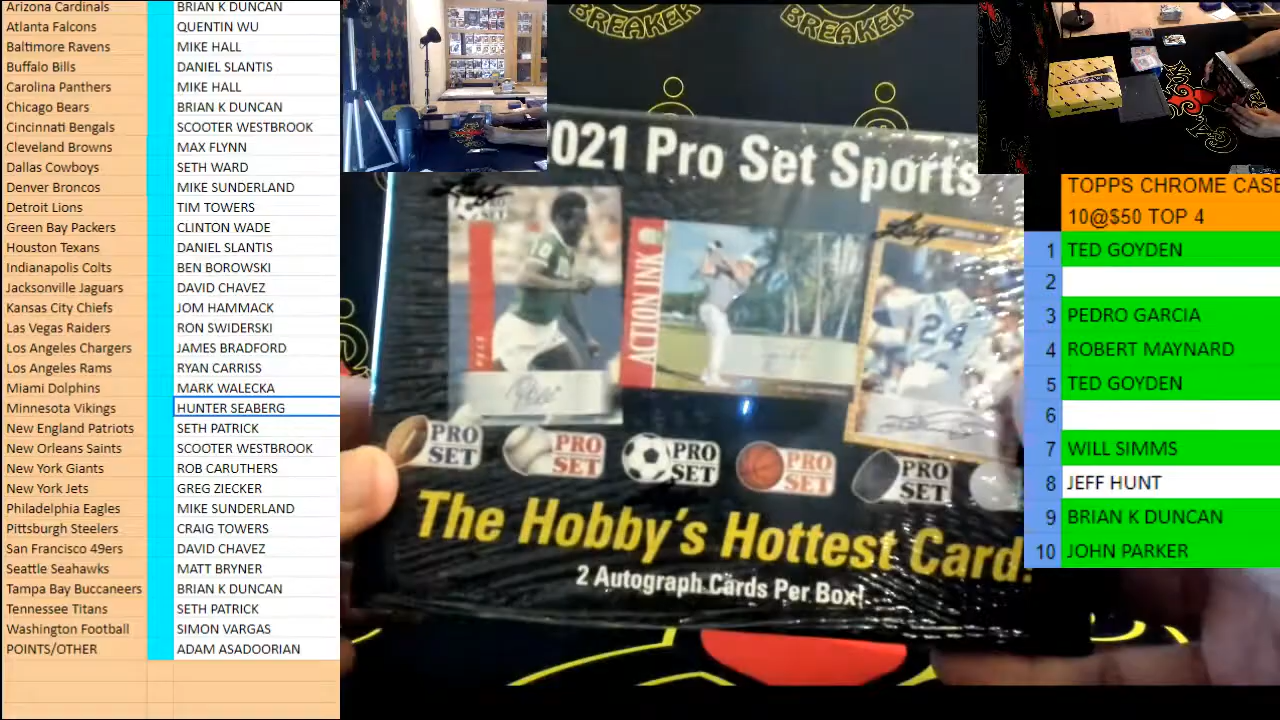 Arizona Cardinals BRIAN K DUNCAN
Atlanta Falcons QUENTIN WU
Baltimore Ravens MIKE HALL
Buffalo Bills DANIEL SLANTIS
Carolina Panthers MIKE HALL
Chicago Bears BRIAN K DUNCAN
Cincinnati Bengals SCOOTER WESTBROOK
Cleveland Browns MAX FLYNN
Dallas Cowboys SETH WARD
Denver Broncos MIKE SUNDERLAND
Detroit Lions TIM TOWERS
Green Bay Packers CLINTON WADE
Houston Texans DANIEL SLANTIS
Indianapolis Colts BEN BOROWSKI
Jacksonville Jaguars DAVID CHAVEZ
Kansas City Chiefs JOM HAMMACK
Las Vegas Raiders RON SWIDERSKI
Los Angeles Chargers JAMES BRADFORD
Los Angeles Rams RYAN CARRISS
Miami Dolphins MARK WALECKA
Minnesota Vikings HUNTER SEABERG
New England Patriots SETH PATRICK
New Orleans Saints SCOOTER WESTBROOK
New York Giants ROB CARUTHERS
New York Jets GREG ZIECKER
Philadelphia Eagles MIKE SUNDERLAND
Pittsburgh Steelers CRAIG TOWERS
San Francisco 49ers DAVID CHAVEZ
Seattle Seahawks MATT BRYNER
Tampa Bay Buccaneers BRIAN K DUNCAN
Tennessee Titans SETH PATRICK
Washington Football SIMON VARGAS
POINTS/OTHER ADAM ASADOORIAN
BREAKER BREAKER
021 Pro Set Sports
Leaf
PRO SET
10
PELE
ACTION INK
Leaf
24
PRO SET
PRO SET
PRO SET
PRO SET
PRO SET
The Hobby's Hottest Card!
2 Autograph Cards Per Box!
TOPPS CHROME CASE
10@$50 TOP 4
1 TED GOYDEN
2
3 PEDRO GARCIA
4 ROBERT MAYNARD
5 TED GOYDEN
6
7 WILL SIMMS
8 JEFF HUNT
9 BRIAN K DUNCAN
10 JOHN PARKER